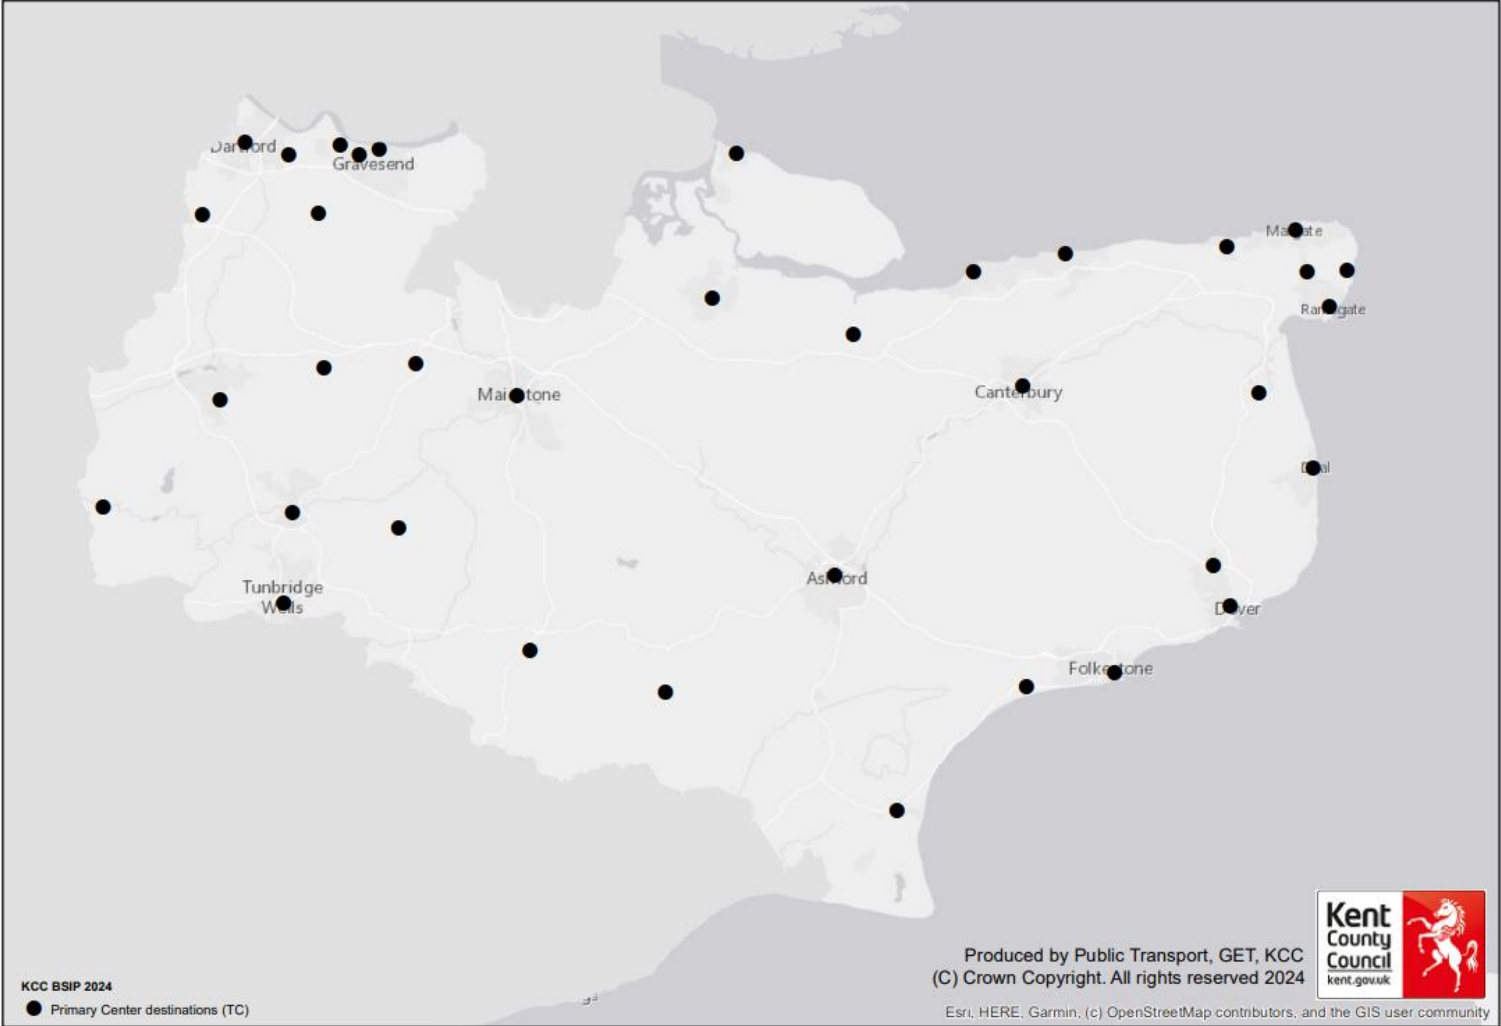 Dartford
Gravesend
Margate
Ramsgate
Maidstone
Canterbury
Deal
Tunbridge
Wells
Ashford
Dover
Folkestone
Kent
County
Council
kent.gov.uk
Produced by Public Transport, GET, KCC
(C) Crown Copyright. All rights reserved 2024
KCC BSIP 2024
Primary Center destinations (TC)
Esri, HERE, Garmin, (c) OpenStreetMap contributors, and the GIS user community